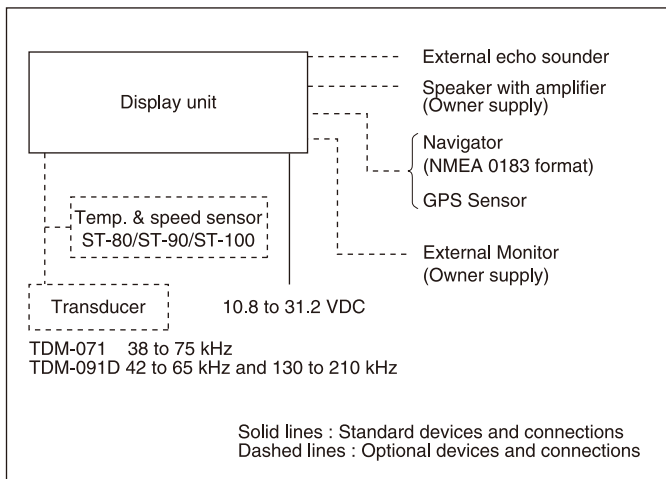 External echo sounder
Display unit
Speaker with amplifier
(Owner supply)
Navigator
(NMEA 0183 format)
GPS Sensor
Temp. & speed sensor
ST-80/ST-90/ST-100
External Monitor
(Owner supply)
Transducer
10.8 to 31.2 VDC
TDM-071 38 to 75 kHz
TDM-091D 42 to 65 kHz and 130 to 210 kHz
Solid lines : Standard devices and connections
Dashed lines : Optional devices and connections